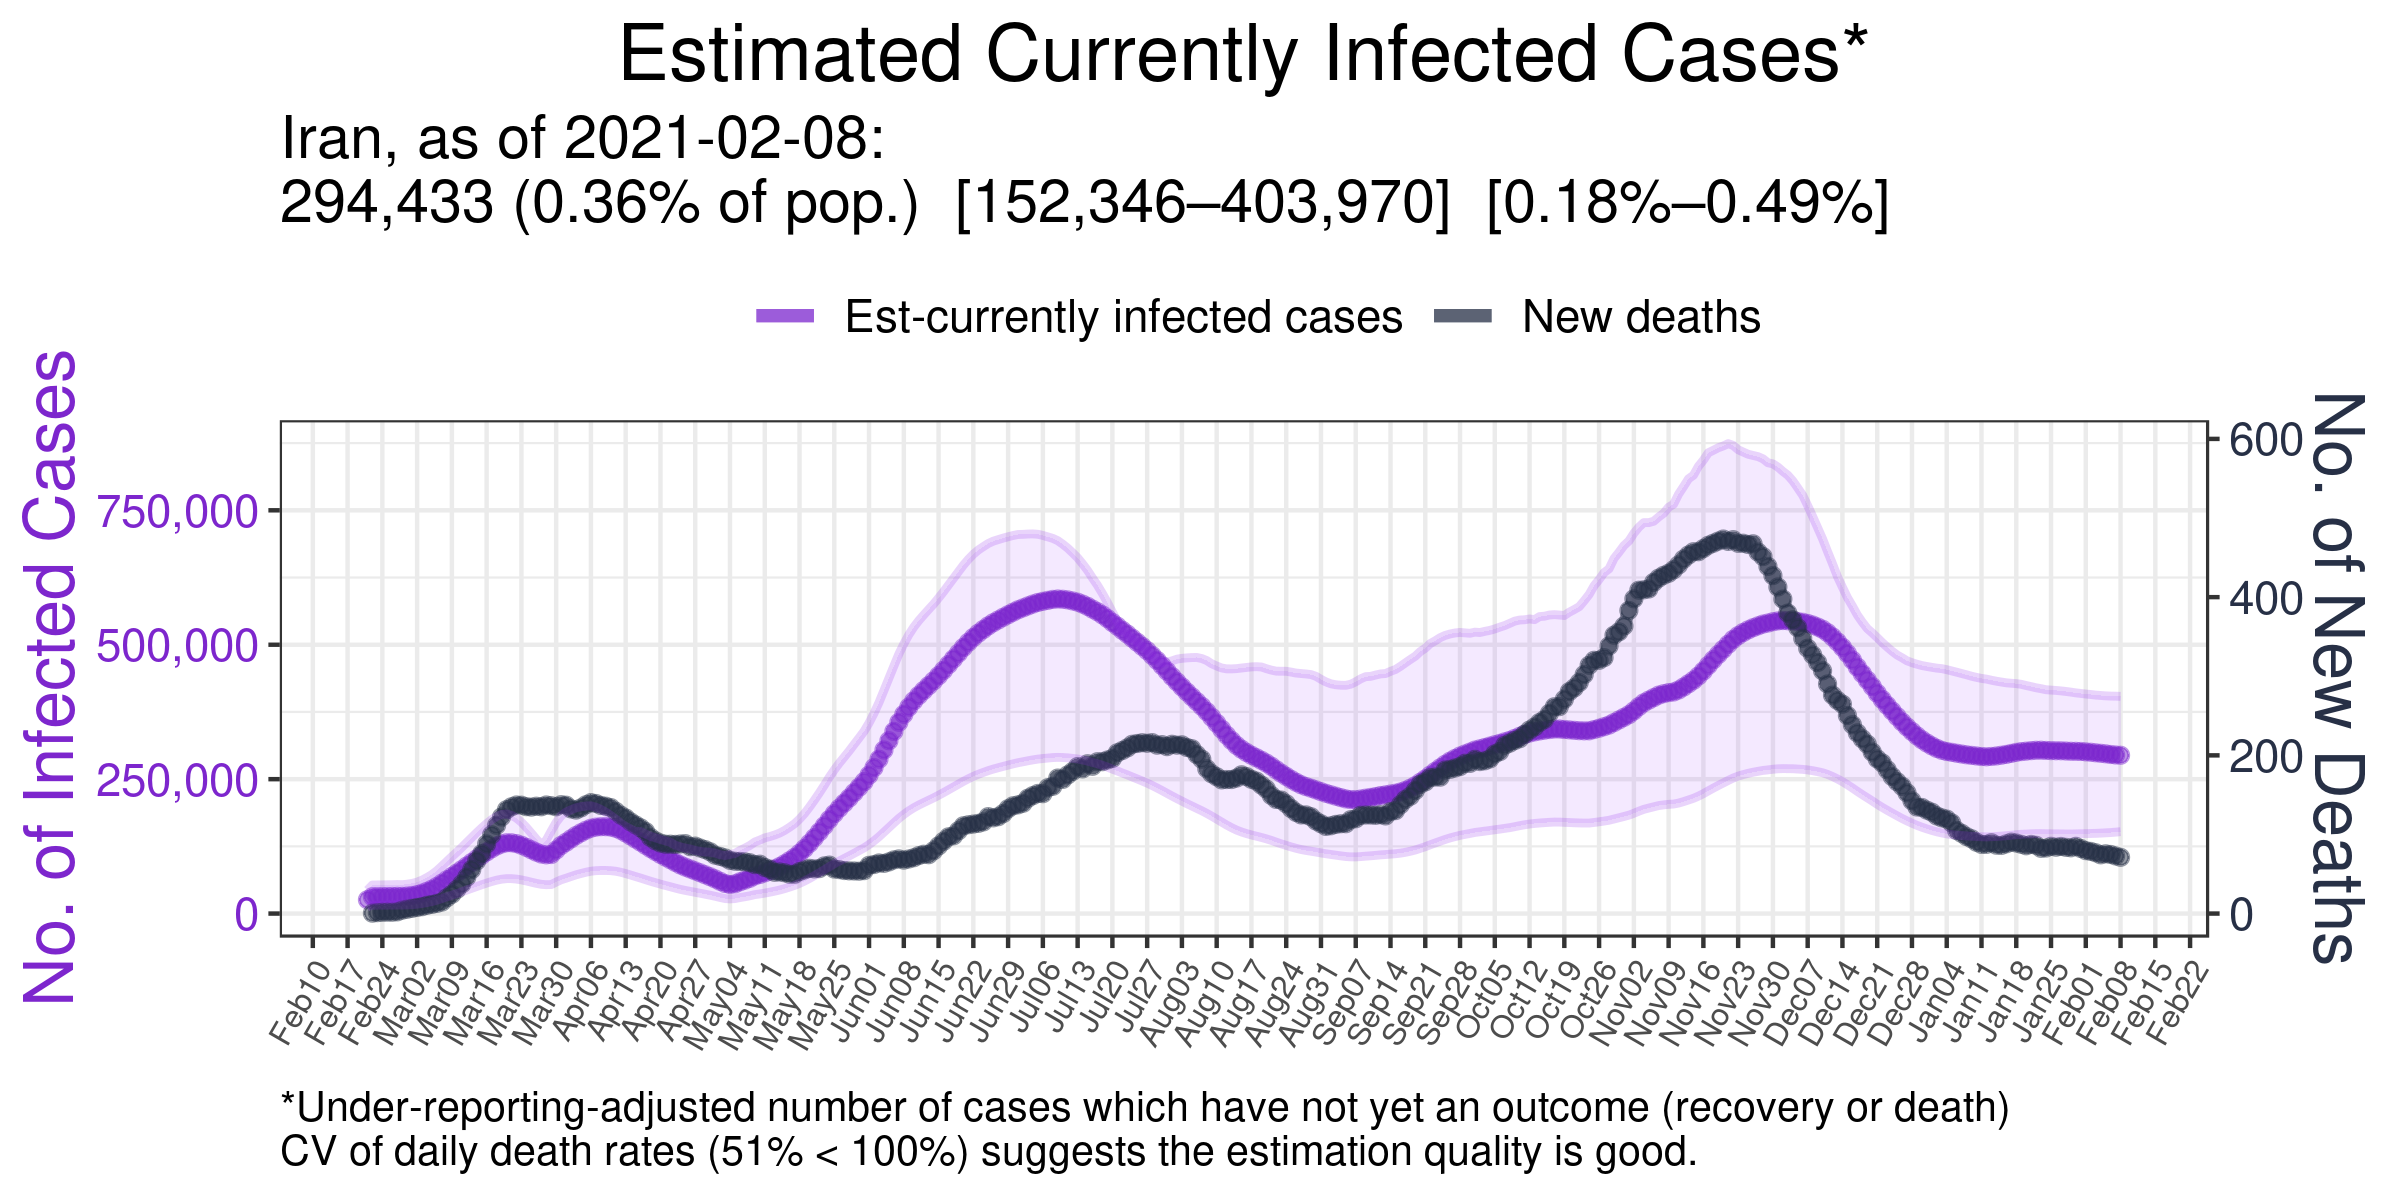 Estimated Currently Infected Cases*
Iran, as of 2021-02-08:
294,433 (0.36% of pop.) [152,346–403,970] [0.18%–0.49%]
Est-currently infected cases New deaths
No. of Infected Cases
750,000
500,000
250,000
0
600
400
200
0
No. of New Deaths
Feb10
Feb17
Feb24
Mar02
Mar09
Mar16
Mar23
Mar30
Apr06
Apr13
Apr20
Apr27
May04
May11
May18
May25
Jun01
Jun08
Jun15
Jun22
Jun29
Jul06
Jul13
Jul20
Jul27
Aug03
Aug10
Aug17
Aug24
Aug31
Sep07
Sep14
Sep21
Sep28
Oct05
Oct12
Oct19
Oct26
Nov02
Nov09
Nov16
Nov23
Nov30
Dec07
Dec14
Dec21
Dec28
Jan04
Jan11
Jan18
Jan25
Feb01
Feb08
Feb15
Feb22
*Under-reporting-adjusted number of cases which have not yet an outcome (recovery or death)
CV of daily death rates (51% < 100%) suggests the estimation quality is good.